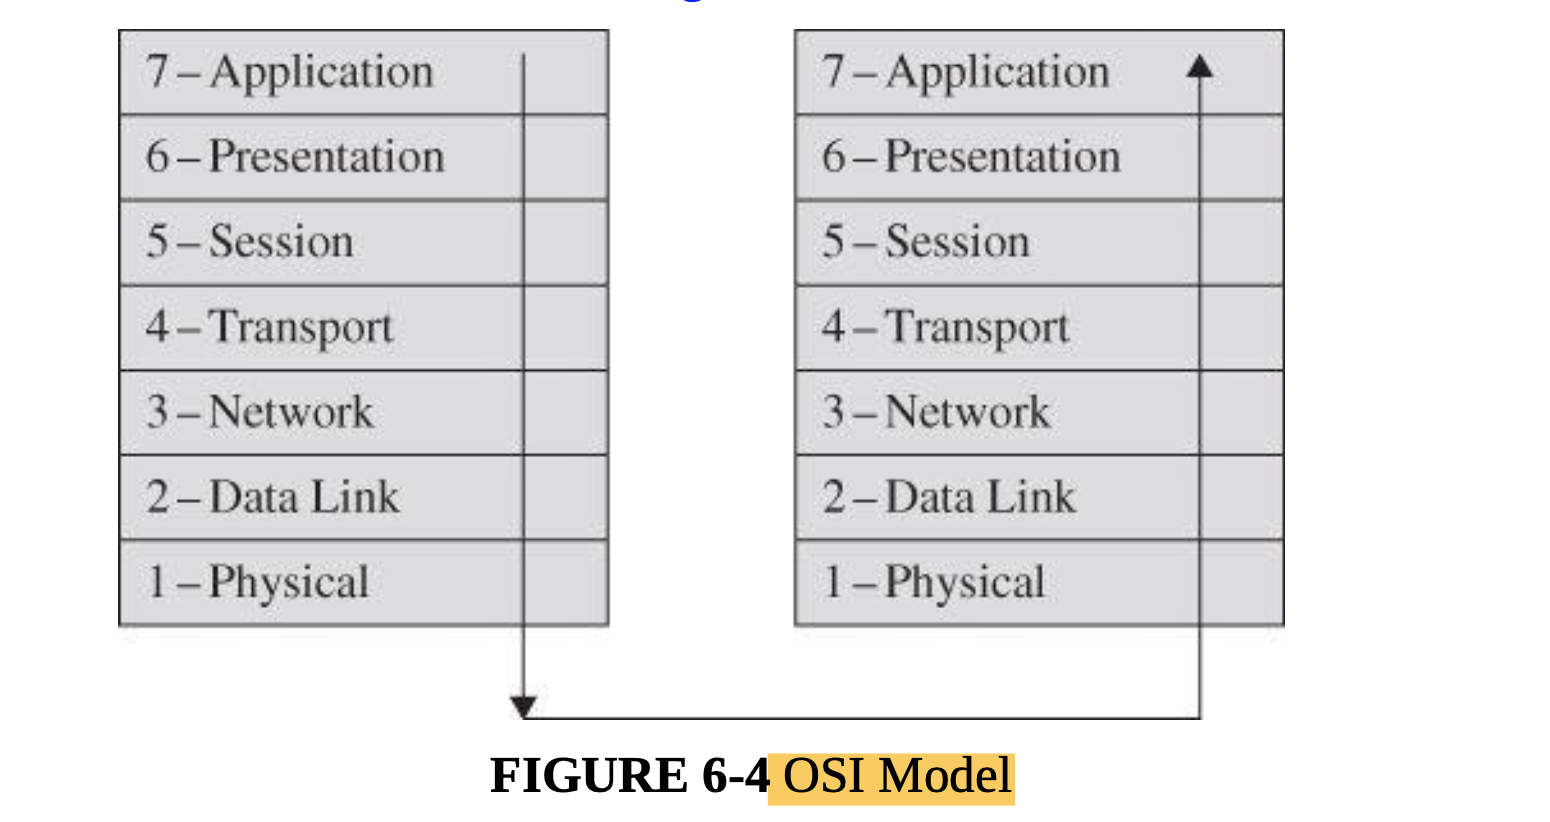 7 – Application
6 – Presentation
5 – Session
4 – Transport
3 – Network
2 – Data Link
1 – Physical
7 – Application
6 – Presentation
5 – Session
4 – Transport
3 – Network
2 – Data Link
1 – Physical
FIGURE 6-4 OSI Model